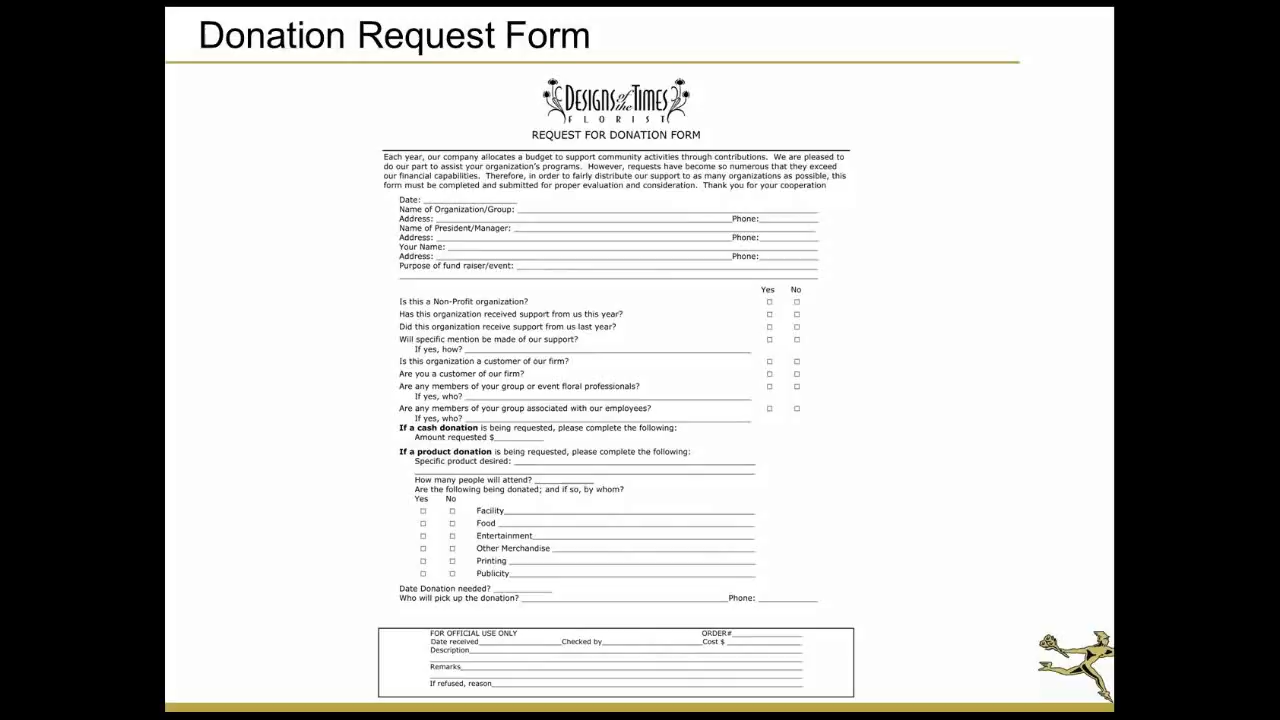 Donation Request Form
DESIGNS of the TIMES
FLORIST
REQUEST FOR DONATION FORM
Each year, our company allocates a budget to support community activities through contributions. We are pleased to
do our part to assist your organization's programs. However, requests have become so numerous that they exceed
our financial capabilities. Therefore, in order to fairly distribute our support to as many organizations as possible, this
form must be completed and submitted for proper evaluation and consideration. Thank you for your cooperation
Date:
Name of Organization/Group:
Address: Phone:
Name of President/Manager:
Address: Phone:
Your Name:
Address: Phone:
Purpose of fund raiser/event:
Yes No
Is this a Non-Profit organization?
Has this organization received support from us this year?
Did this organization receive support from us last year?
Will specific mention be made of our support?
If yes, how?
Is this organization a customer of our firm?
Are you a customer of our firm?
Are any members of your group or event floral professionals?
If yes, who?
Are any members of your group associated with our employees?
If yes, who?
If a cash donation is being requested, please complete the following:
Amount requested $
If a product donation is being requested, please complete the following:
Specific product desired:
How many people will attend?
Are the following being donated; and if so, by whom?
Yes No
Facility
Food
Entertainment
Other Merchandise
Printing
Publicity
Date Donation needed?
Who will pick up the donation? Phone:
FOR OFFICIAL USE ONLY ORDER#
Date received Checked by Cost $
Description
Remarks
If refused, reason